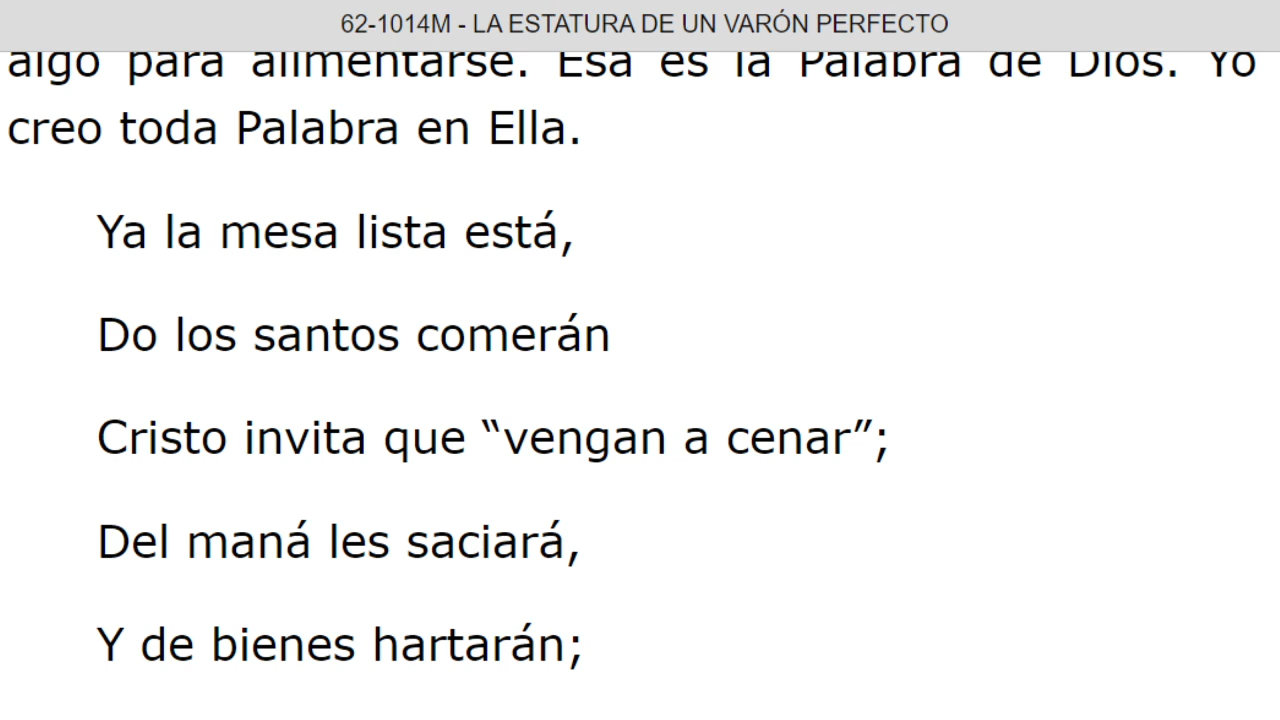 62-1014M - LA ESTATURA DE UN VARÓN PERFECTO
algo para alimentarse. Esa es la Palabra de Dios. Yo
creo toda Palabra en Ella.
Ya la mesa lista está,
Do los santos comerán
Cristo invita que “vengan a cenar”;
Del maná les saciará,
Y de bienes hartarán;